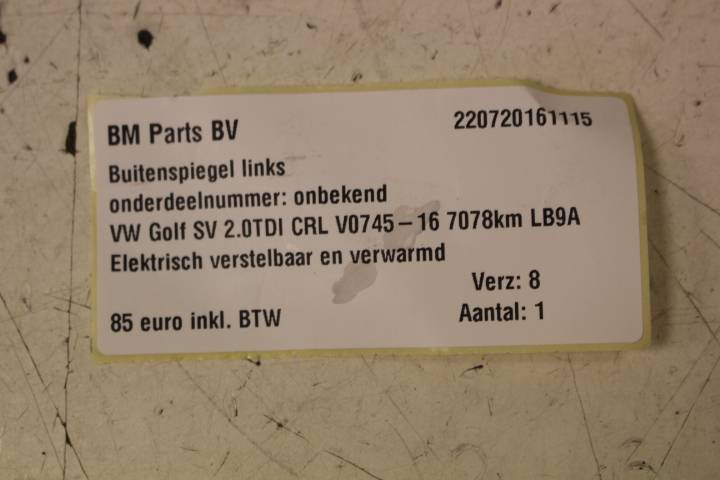 BM Parts BV 220720161115
Buitenspiegel links
onderdeelnummer: onbekend
VW Golf SV 2.0TDI CRL V0745-16 7078km LB9A
Elektrisch verstelbaar en verwarmd
Verz: 8
85 euro inkl. BTW Aantal: 1